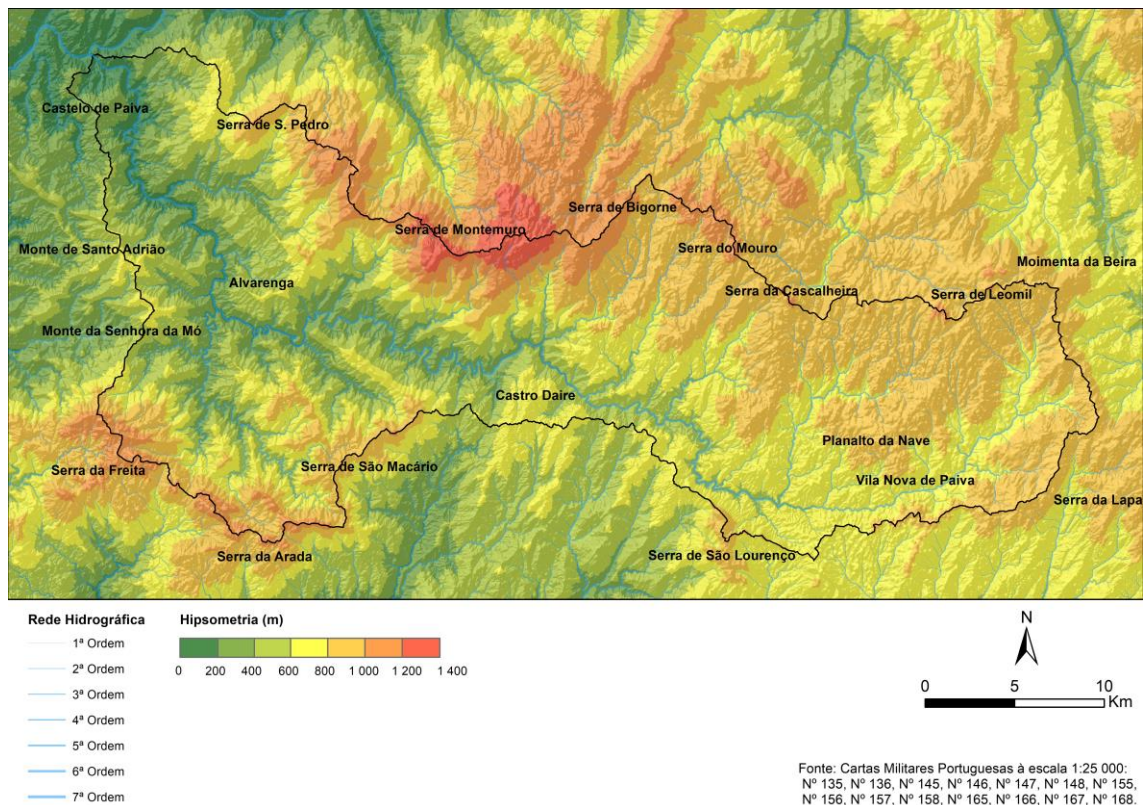 Castelo de Paiva
Serra de S. Pedro
Serra de Bigorne
Serra de Montemuro
Serra do Mouro
Monte de Santo Adrião
Moimenta da Beira
Alvarenga
Serra da Cascalheira
Serra de Leomil
Monte da Senhora da Mó
Castro Daire
Planalto da Nave
Serra da Freita
Serra de São Macário
Vila Nova de Paiva
Serra da Lapa
Serra da Arada
Serra de São Lourenço
Rede Hidrográfica
1ª Ordem
2ª Ordem
3ª Ordem
4ª Ordem
5ª Ordem
6ª Ordem
7ª Ordem
Hipsometria (m)
0 200 400 600 800 1 000 1 200 1 400
N
0 5 10
Km
Fonte: Cartas Militares Portuguesas à escala 1:25 000:
Nº 135, Nº 136, Nº 145, Nº 146, Nº 147, Nº 148, Nº 155,
Nº 156, Nº 157, Nº 158, Nº 165, Nº 166, Nº 167, Nº 168.